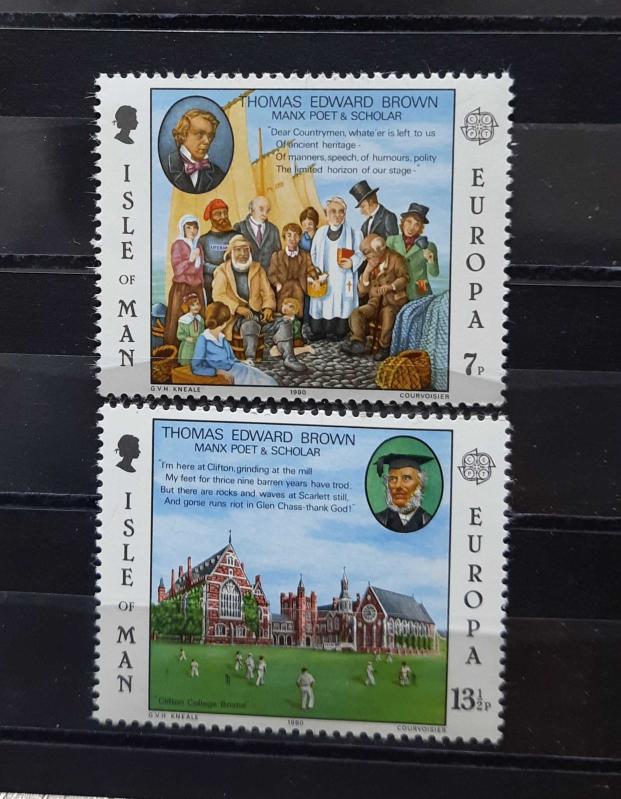 THOMAS EDWARD BROWN
MANX POET & SCHOLAR
"Dear Countrymen, whate'er is left to us
Of ancient heritage -
Of manners, speech, of humours, polity
The limited horizon of our stage -"
ISLE OF MAN
EUROPA
CEPT
7P
G.V.H. KNEALE
1980
COURVOISIER
THOMAS EDWARD BROWN
MANX POET & SCHOLAR
"I'm here at Clifton, grinding at the mill
My feet for thrice nine barren years have trod,
But there are rocks and waves at Scarlett still,
And gorse runs riot in Glen Chass-thank God!"
ISLE OF MAN
EUROPA
CEPT
"Clifton College Bristol"
13½P
G.V.H. KNEALE
1980
COURVOISIER